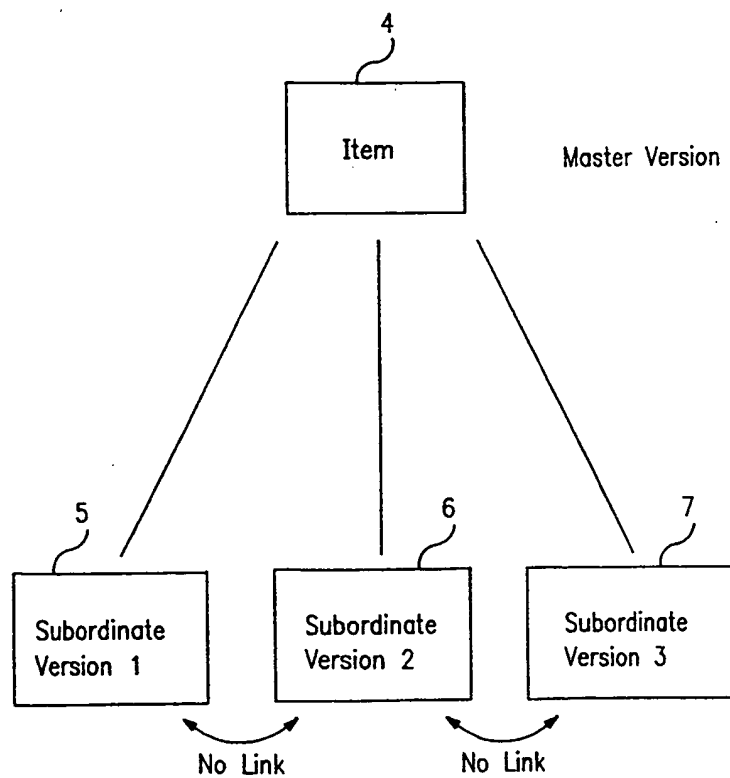 4
Item
Master Version
5
6
7
Subordinate
Version 1
Subordinate
Version 2
Subordinate
Version 3
No Link
No Link